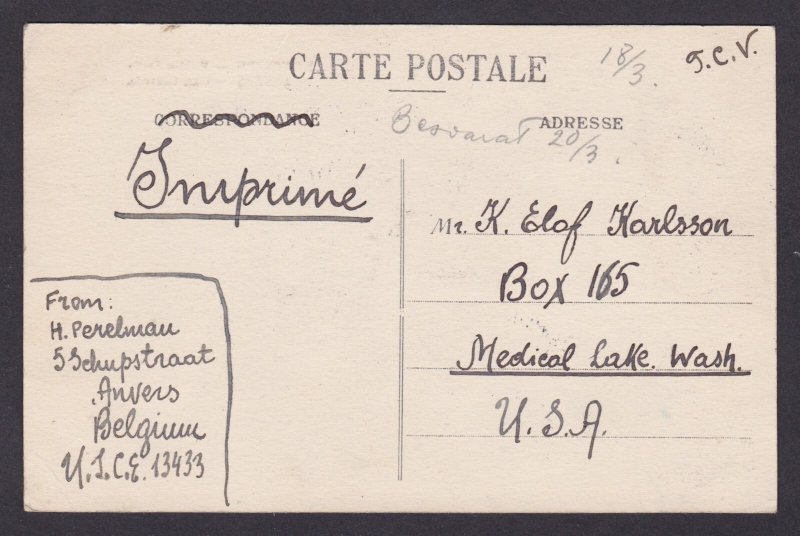 CARTE POSTALE
18/3.
T.C.V.
CORRESPONDANCE
Besvarat 20/3.
ADRESSE
Imprimé
Mr. K. Elof Karlsson
Box 165
Medical Lake. Wash.
U.S.A.
From:
H. Perelman
5 Schupstraat
Anvers
Belgium
U.S.C.E. 13433